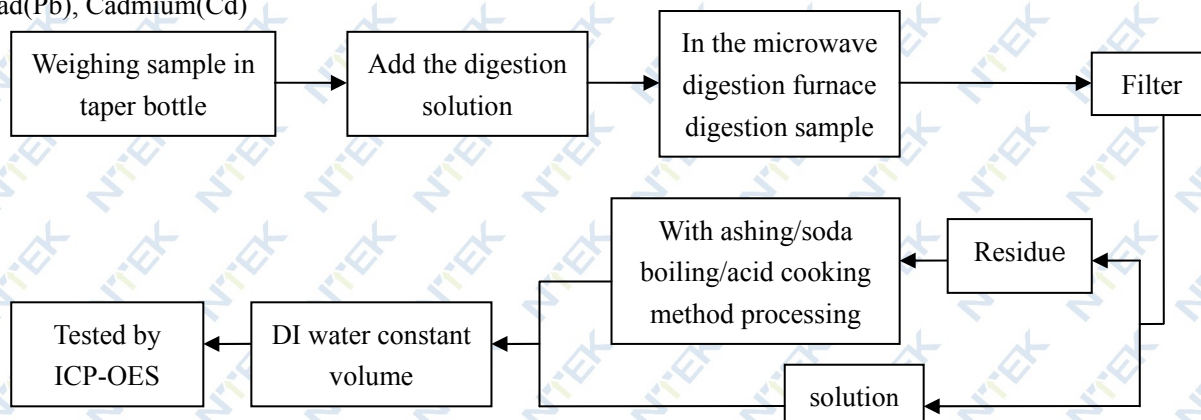 ad(Pb), Cadmium(Cd)
Weighing sample in
taper bottle
Add the digestion
solution
In the microwave
digestion furnace
digestion sample
Filter
With ashing/soda
boiling/acid cooking
method processing
Residue
Tested by
ICP-OES
DI water constant
volume
solution
NTEK